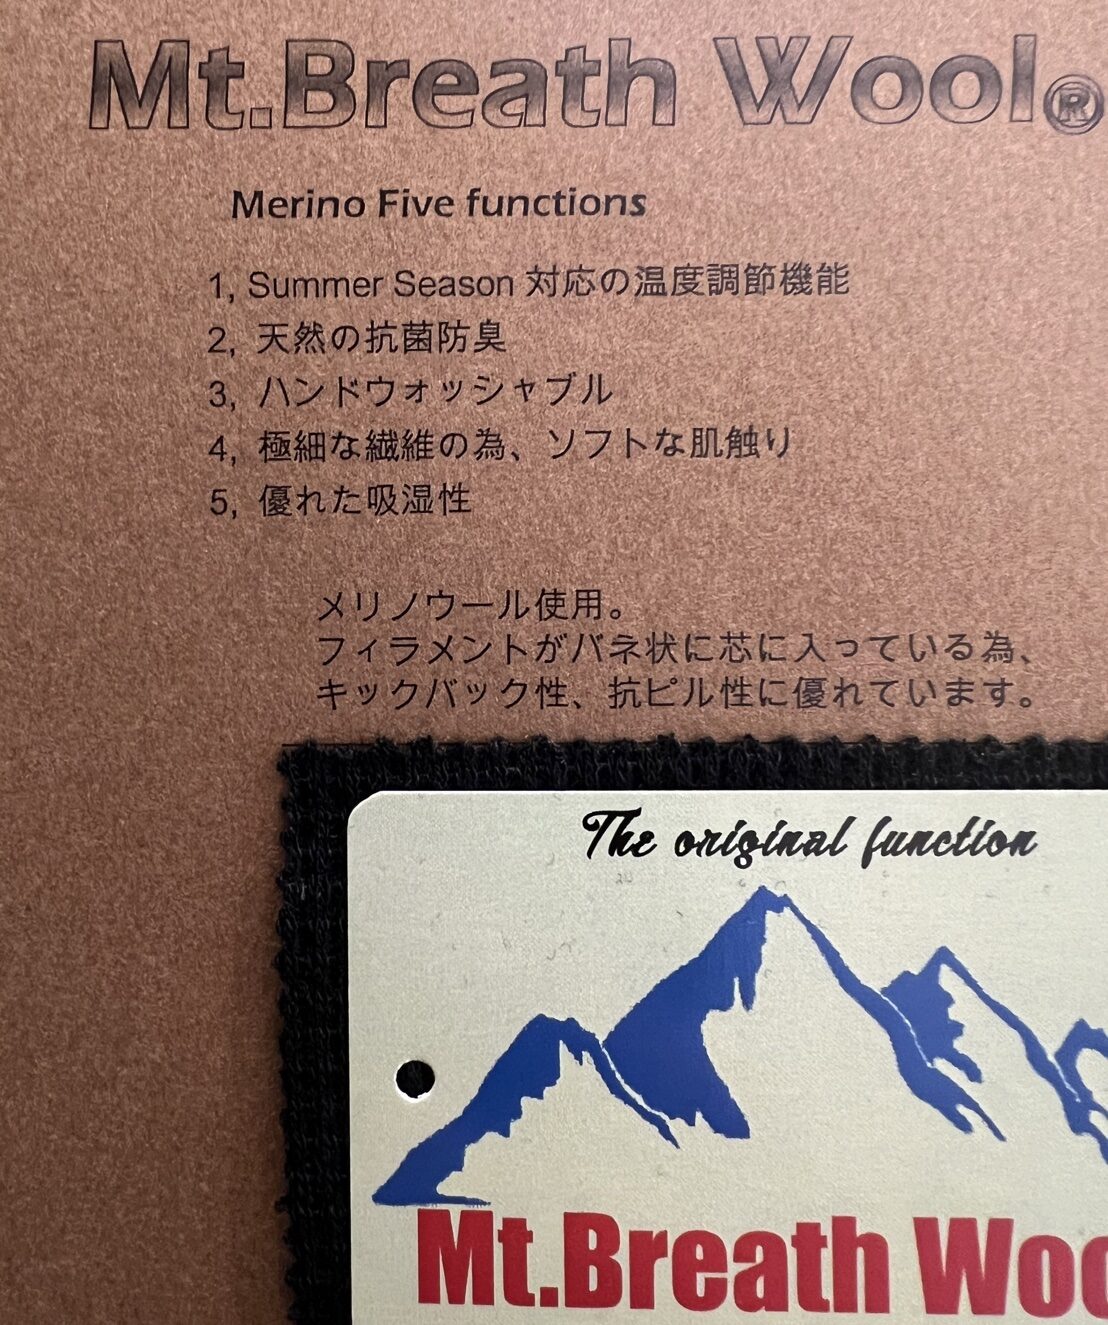 Mt.Breath Wool®
Merino Five functions
1, Summer Season 対応の温度調節機能
2, 天然の抗菌防臭
3, ハンドウォッシャブル
4, 極細な繊維の為、ソフトな肌触り
5, 優れた吸湿性
メリノウール使用。
フィラメントがバネ状に芯に入っている為、
キックバック性、抗ピル性に優れています。
The original function
Mt.Breath Woo